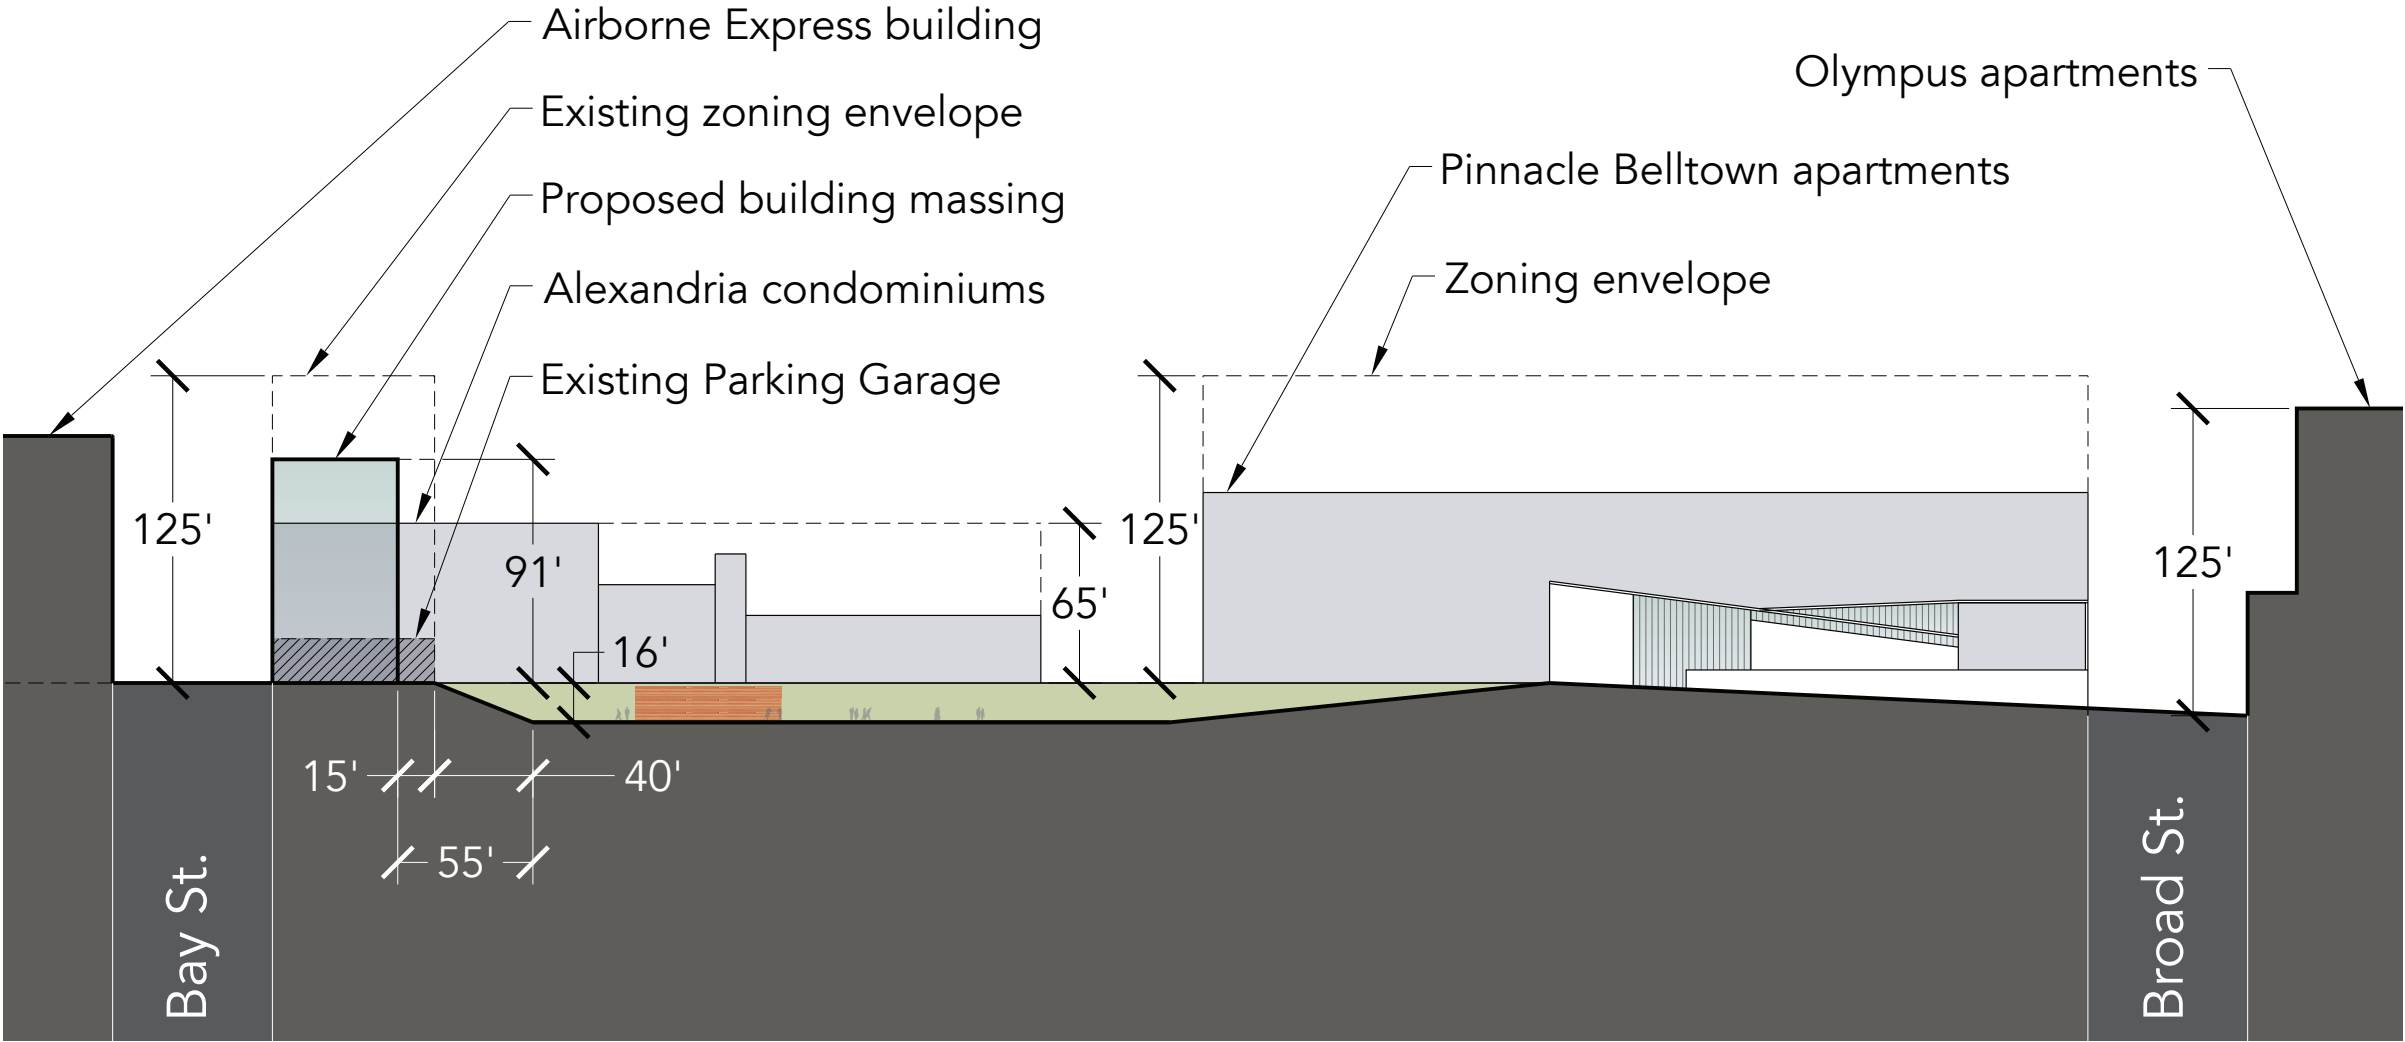 Airborne Express building
Existing zoning envelope
Proposed building massing
Alexandria condominiums
Existing Parking Garage
Olympus apartments
Pinnacle Belltown apartments
Zoning envelope
125'
91'
16'
65'
125'
125'
15'
40'
55'
Bay St.
Broad St.